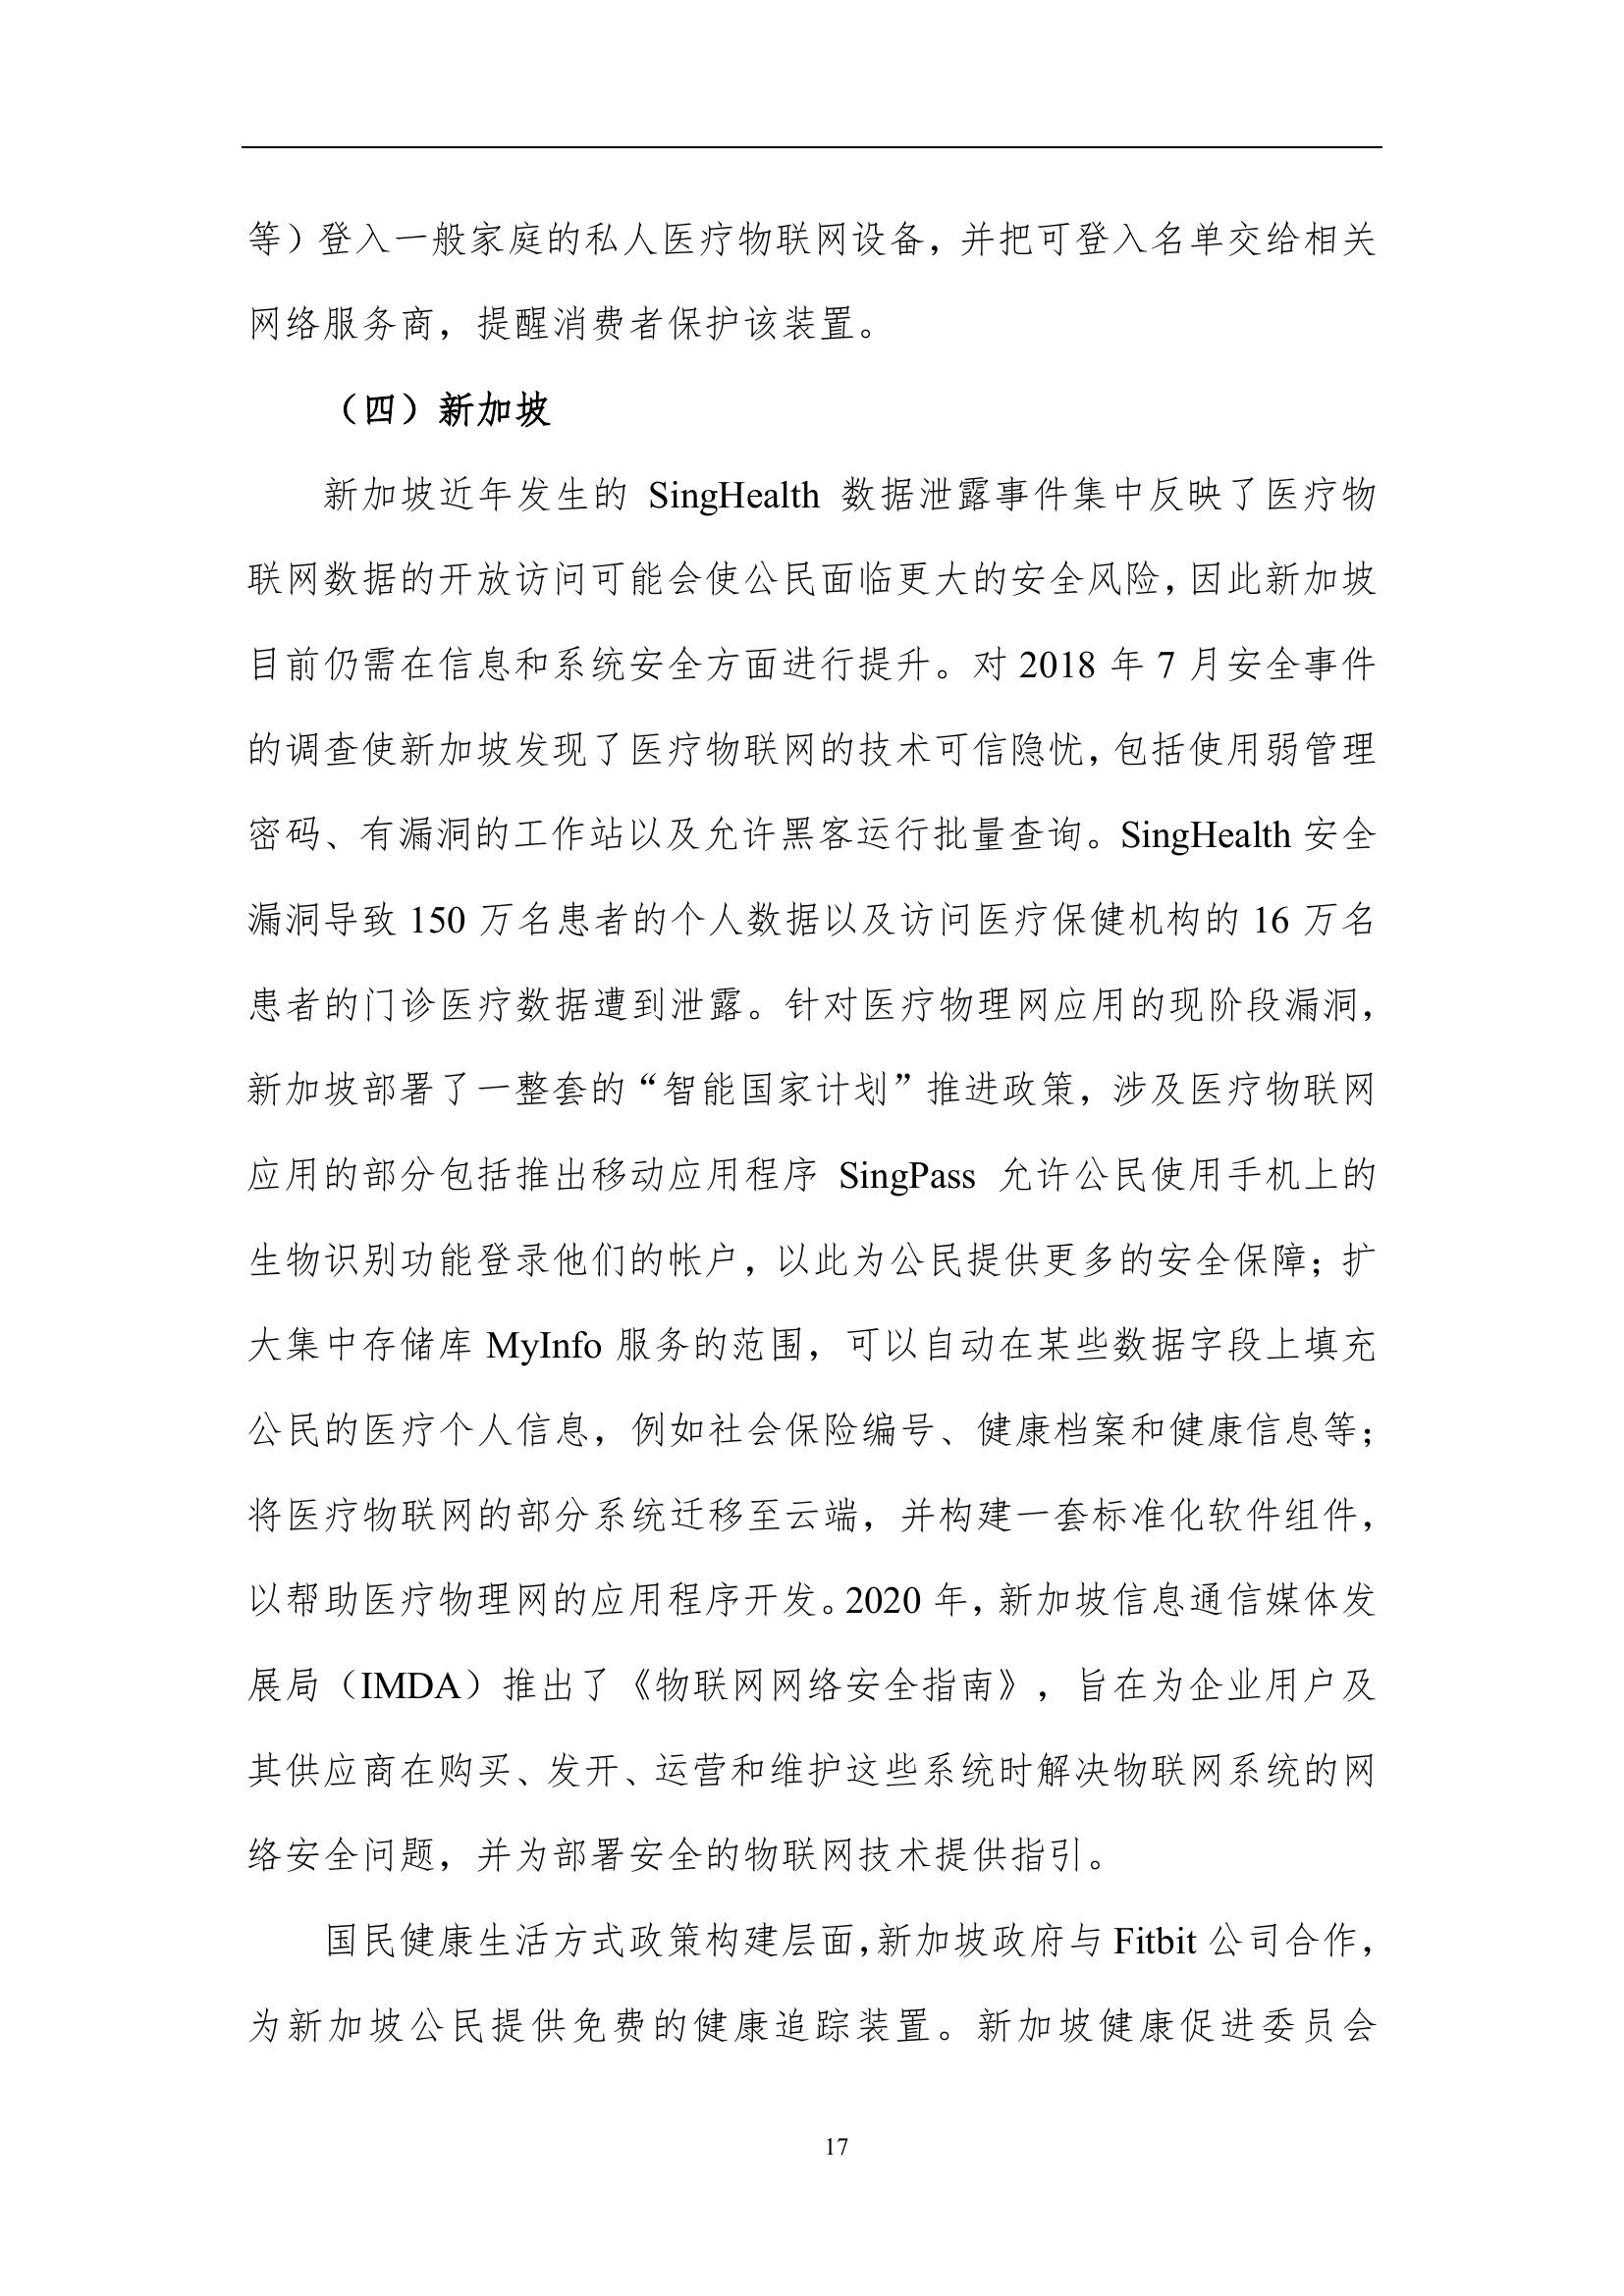 等）登入一般家庭的私人医疗物联网设备，并把可登入名单交给相关
网络服务商，提醒消费者保护该装置。
（四）新加坡
新加坡近年发生的 SingHealth 数据泄露事件集中反映了医疗物
联网数据的开放访问可能会使公民面临更大的安全风险，因此新加坡
目前仍需在信息和系统安全方面进行提升。对 2018 年 7 月安全事件
的调查使新加坡发现了医疗物联网的技术可信隐忧，包括使用弱管理
密码、有漏洞的工作站以及允许黑客运行批量查询。SingHealth 安全
漏洞导致 150 万名患者的个人数据以及访问医疗保健机构的 16 万名
患者的门诊医疗数据遭到泄露。针对医疗物理网应用的现阶段漏洞，
新加坡部署了一整套的“智能国家计划”推进政策，涉及医疗物联网
应用的部分包括推出移动应用程序 SingPass 允许公民使用手机上的
生物识别功能登录他们的帐户，以此为公民提供更多的安全保障；扩
大集中存储库 MyInfo 服务的范围，可以自动在某些数据字段上填充
公民的医疗个人信息，例如社会保险编号、健康档案和健康信息等；
将医疗物联网的部分系统迁移至云端，并构建一套标准化软件组件，
以帮助医疗物理网的应用程序开发。2020 年，新加坡信息通信媒体发
展局（IMDA）推出了《物联网网络安全指南》，旨在为企业用户及
其供应商在购买、发开、运营和维护这些系统时解决物联网系统的网
络安全问题，并为部署安全的物联网技术提供指引。
国民健康生活方式政策构建层面，新加坡政府与 Fitbit 公司合作，
为新加坡公民提供免费的健康追踪装置。新加坡健康促进委员会
17